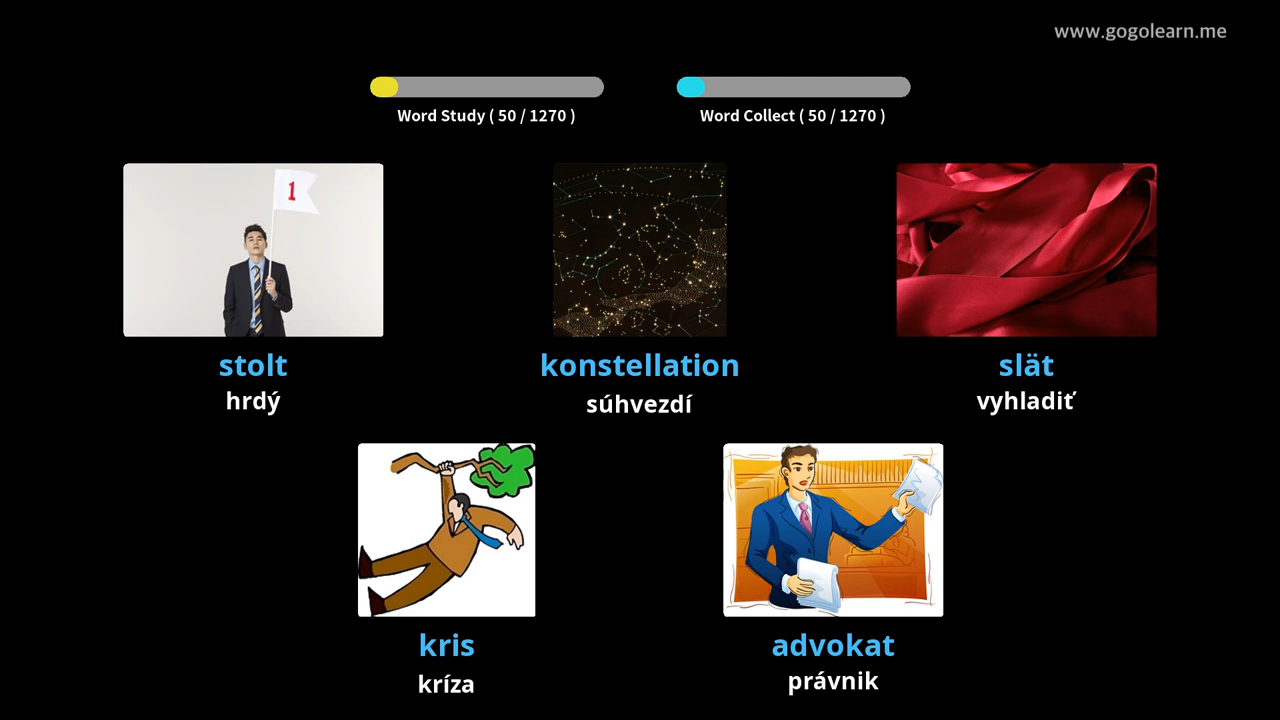 www.gogolearn.me
Word Study ( 50 / 1270 )
Word Collect ( 50 / 1270 )
1
stolt
hrdý
konstellation
súhvezdí
slät
vyhladiť
kris
kríza
advokat
právnik